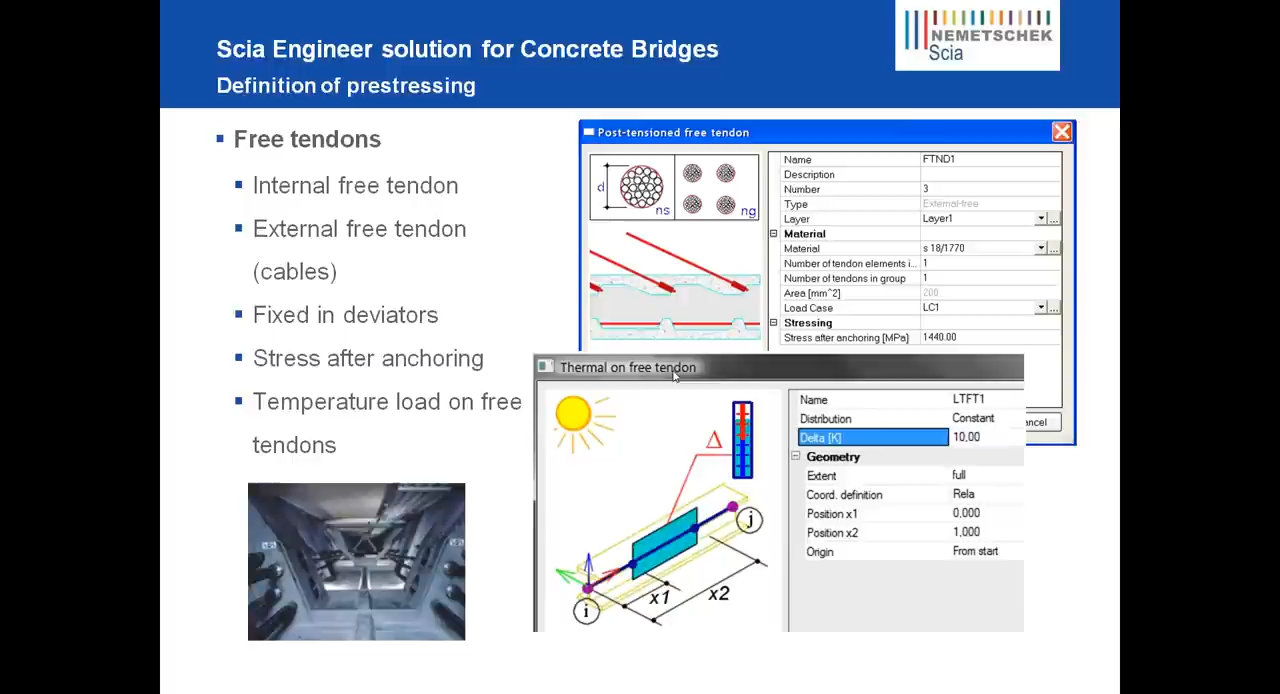 Scia Engineer solution for Concrete Bridges
Definition of prestressing
NEMETSCHEK
Scia
Free tendons
Internal free tendon
External free tendon
(cables)
Fixed in deviators
Stress after anchoring
Temperature load on free
tendons
Post-tensioned free tendon
d
ns
ng
Name FTND1
Description
Number 3
Type External-free
Layer Layer1
Material
Material s 18/1770
Number of tendon elements i...
1
Number of tendons in group 1
Area [mm^2] 200
Load Case LC1
Stressing
Stress after anchoring [MPa] 1440.00
ancel
Thermal on free tendon
Δ
j
i
x1
x2
Name LTFT1
Distribution Constant
Delta [K] 10,00
Geometry
Extent full
Coord. definition Rela
Position x1 0,000
Position x2 1,000
Origin From start